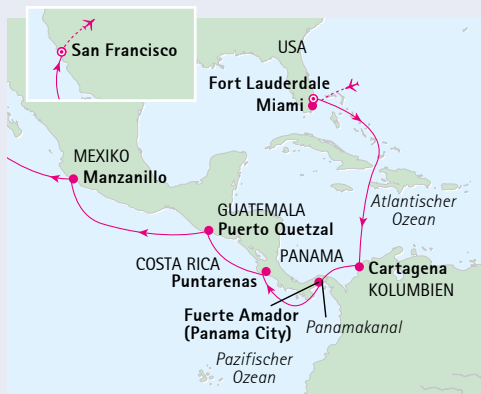 San Francisco
USA
Fort Lauderdale
Miami
MEXIKO
Manzanillo
Atlantischer
Ozean
GUATEMALA
Puerto Quetzal
COSTA RICA
PANAMA
Puntarenas
Cartagena
KOLUMBIEN
Fuerte Amador
(Panama City)
Panamakanal
Pazifischer
Ozean